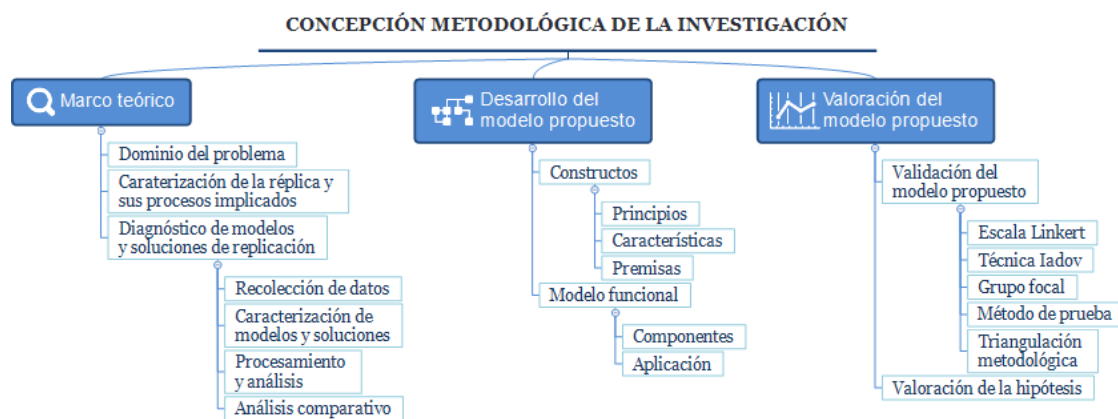 CONCEPCIÓN METODOLÓGICA DE LA INVESTIGACIÓN
Marco teórico
Dominio del problema
Caraterización de la réplica y
sus procesos implicados
Diagnóstico de modelos
y soluciones de replicación
Recolección de datos
Caracterización de
modelos y soluciones
Procesamiento
y análisis
Análisis comparativo
Desarrollo del
modelo propuesto
Constructos
Principios
Características
Premisas
Modelo funcional
Componentes
Aplicación
Valoración del
modelo propuesto
Validación del
modelo propuesto
Escala Linkert
Técnica Iadov
Grupo focal
Método de prueba
Triangulación
metodológica
Valoración de la hipótesis